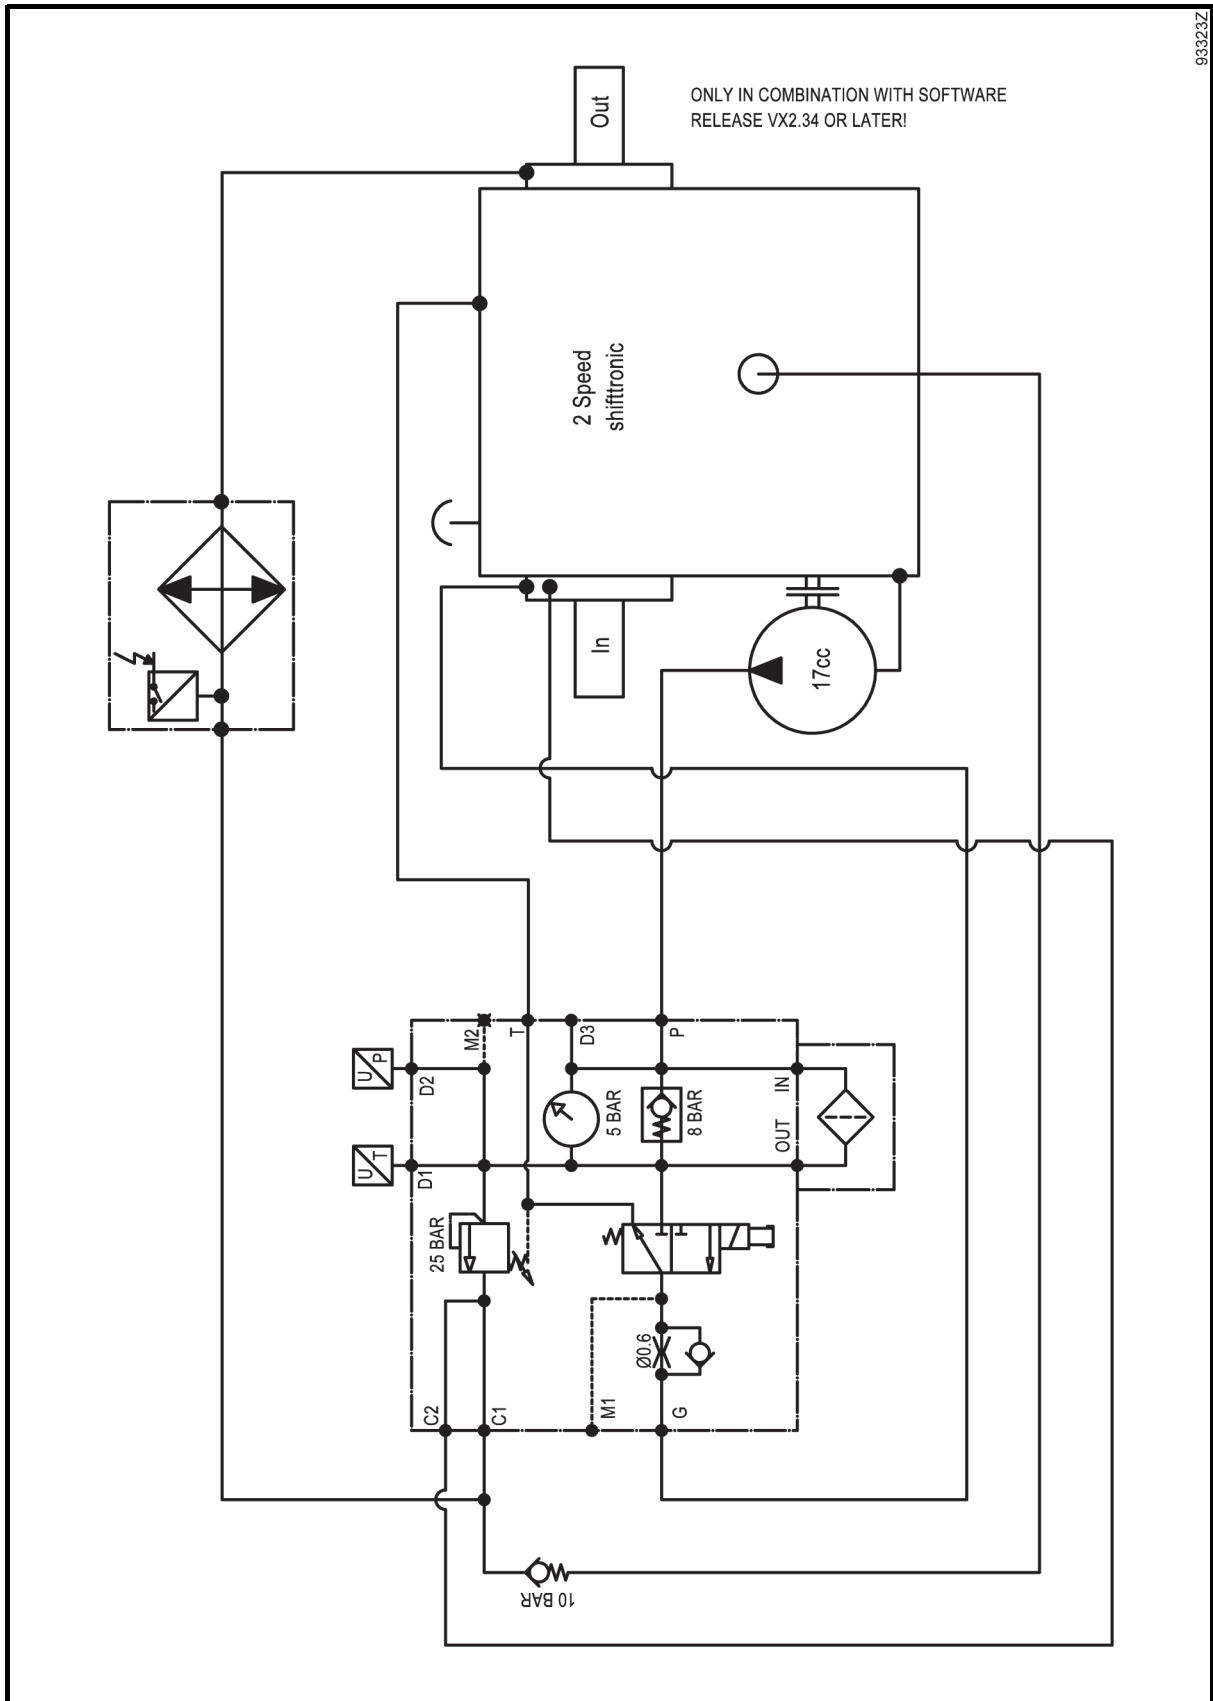 93323Z
Out
ONLY IN COMBINATION WITH SOFTWARE
RELEASE VX2.34 OR LATER!
2 Speed
shifttronic
In
17cc
M2
T
D3
P
U
P
D2
5 BAR
8 BAR
IN
OUT
U
T
D1
25 BAR
Ø0.6
C2
C1
M1
G
10 BAR